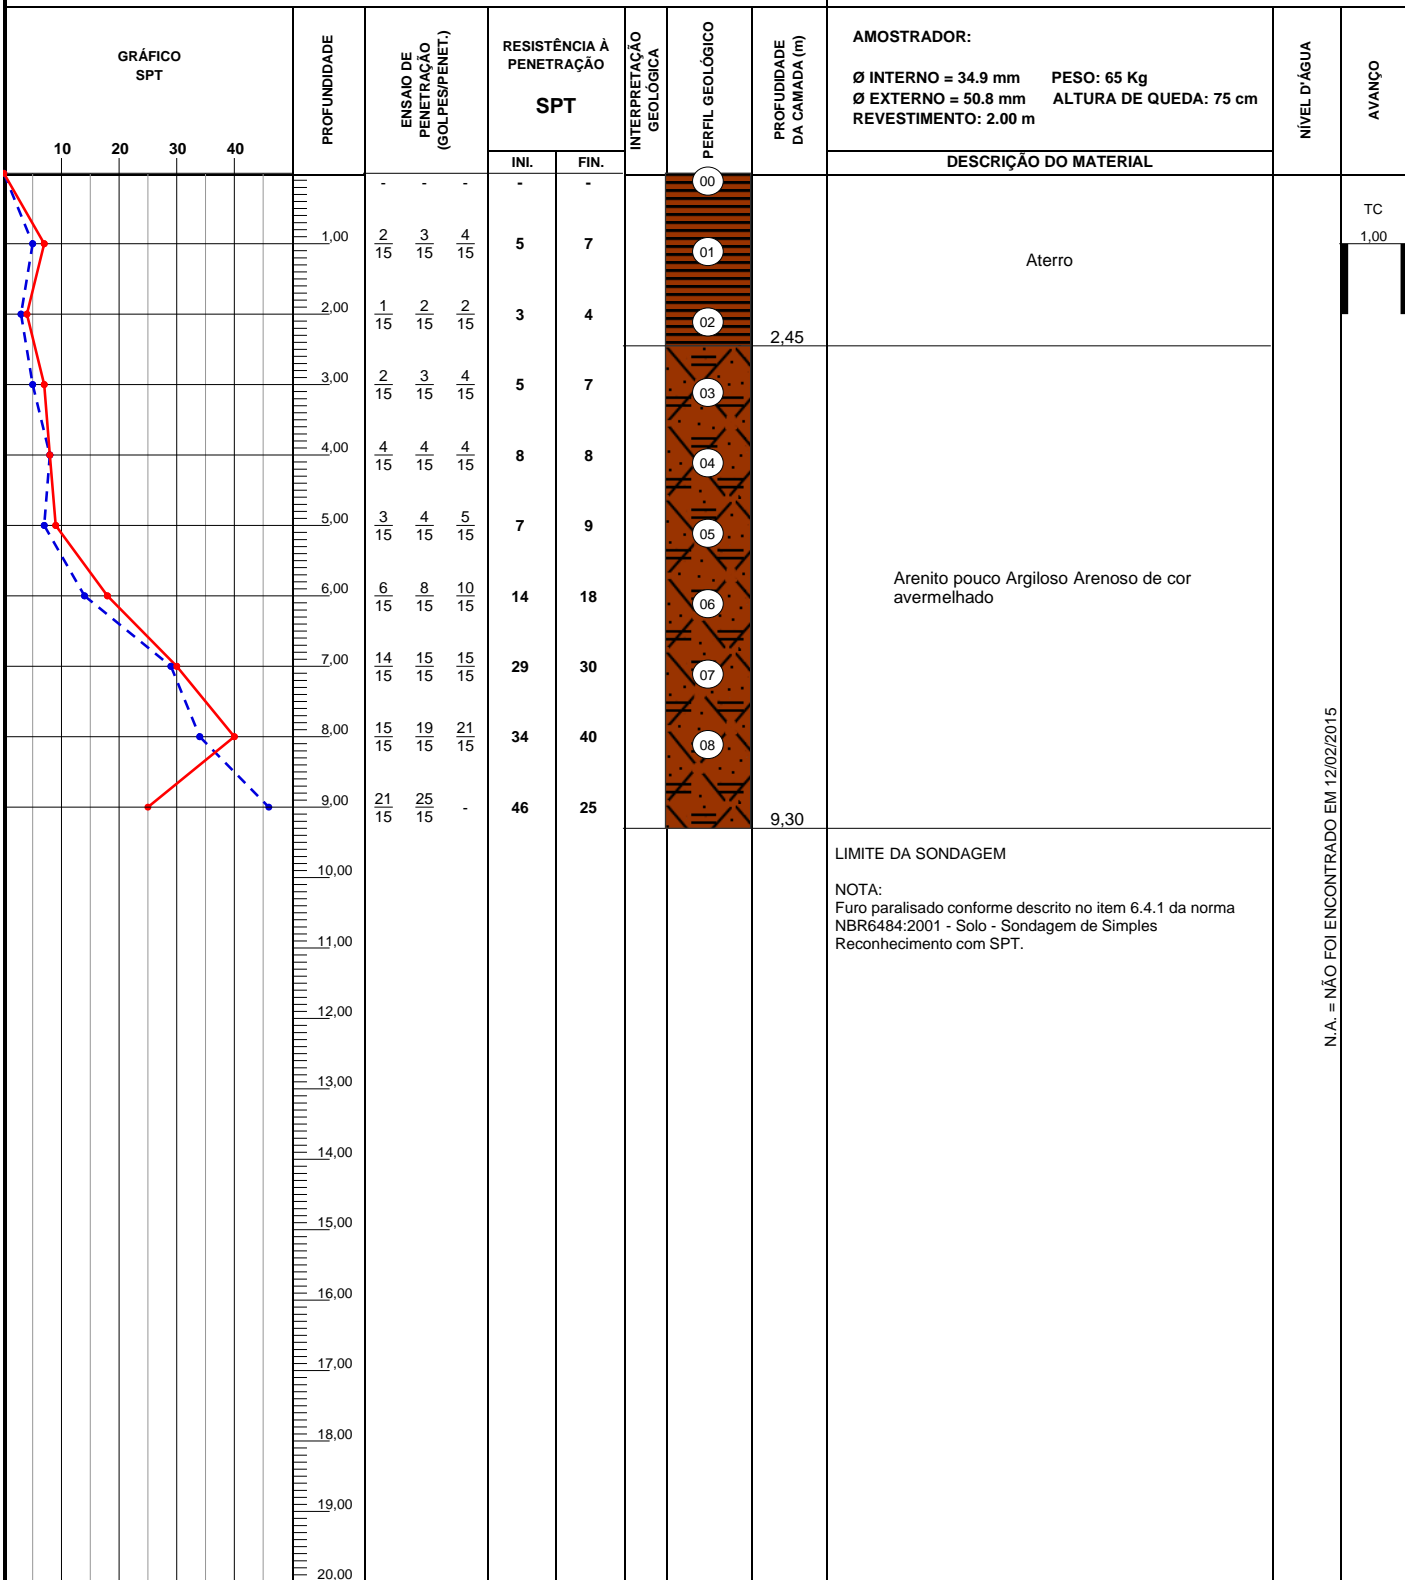 GRÁFICO
SPT
10 20 30 40
PROFUNDIDADE
ENSAIO DE
PENETRAÇÃO
(GOLPES/PENET.)
RESISTÊNCIA À
PENETRAÇÃO
SPT
INI. FIN.
INTERPRETAÇÃO
GEOLÓGICA
PERFIL GEOLÓGICO
PROFUDIDADE
DA CAMADA (m)
AMOSTRADOR:
Ø INTERNO = 34.9 mm PESO: 65 Kg
Ø EXTERNO = 50.8 mm ALTURA DE QUEDA: 75 cm
REVESTIMENTO: 2.00 m
DESCRIÇÃO DO MATERIAL
NÍVEL D'ÁGUA
AVANÇO
- - - - - 00
TC
1,00 2/15 3/15 4/15 5 7 01 Aterro 1,00
2,00 1/15 2/15 2/15 3 4 02
2,45
3,00 2/15 3/15 4/15 5 7 03
4,00 4/15 4/15 4/15 8 8 04
5,00 3/15 4/15 5/15 7 9 05
Arenito pouco Argiloso Arenoso de cor
avermelhado
6,00 6/15 8/15 10/15 14 18 06
7,00 14/15 15/15 15/15 29 30 07
8,00 15/15 19/15 21/15 34 40 08
9,00 21/15 25/15 - 46 25
9,30
LIMITE DA SONDAGEM
NOTA:
Furo paralisado conforme descrito no item 6.4.1 da norma
NBR6484:2001 - Solo - Sondagem de Simples
Reconhecimento com SPT.
N.A. = NÃO FOI ENCONTRADO EM 12/02/2015
10,00
11,00
12,00
13,00
14,00
15,00
16,00
17,00
18,00
19,00
20,00